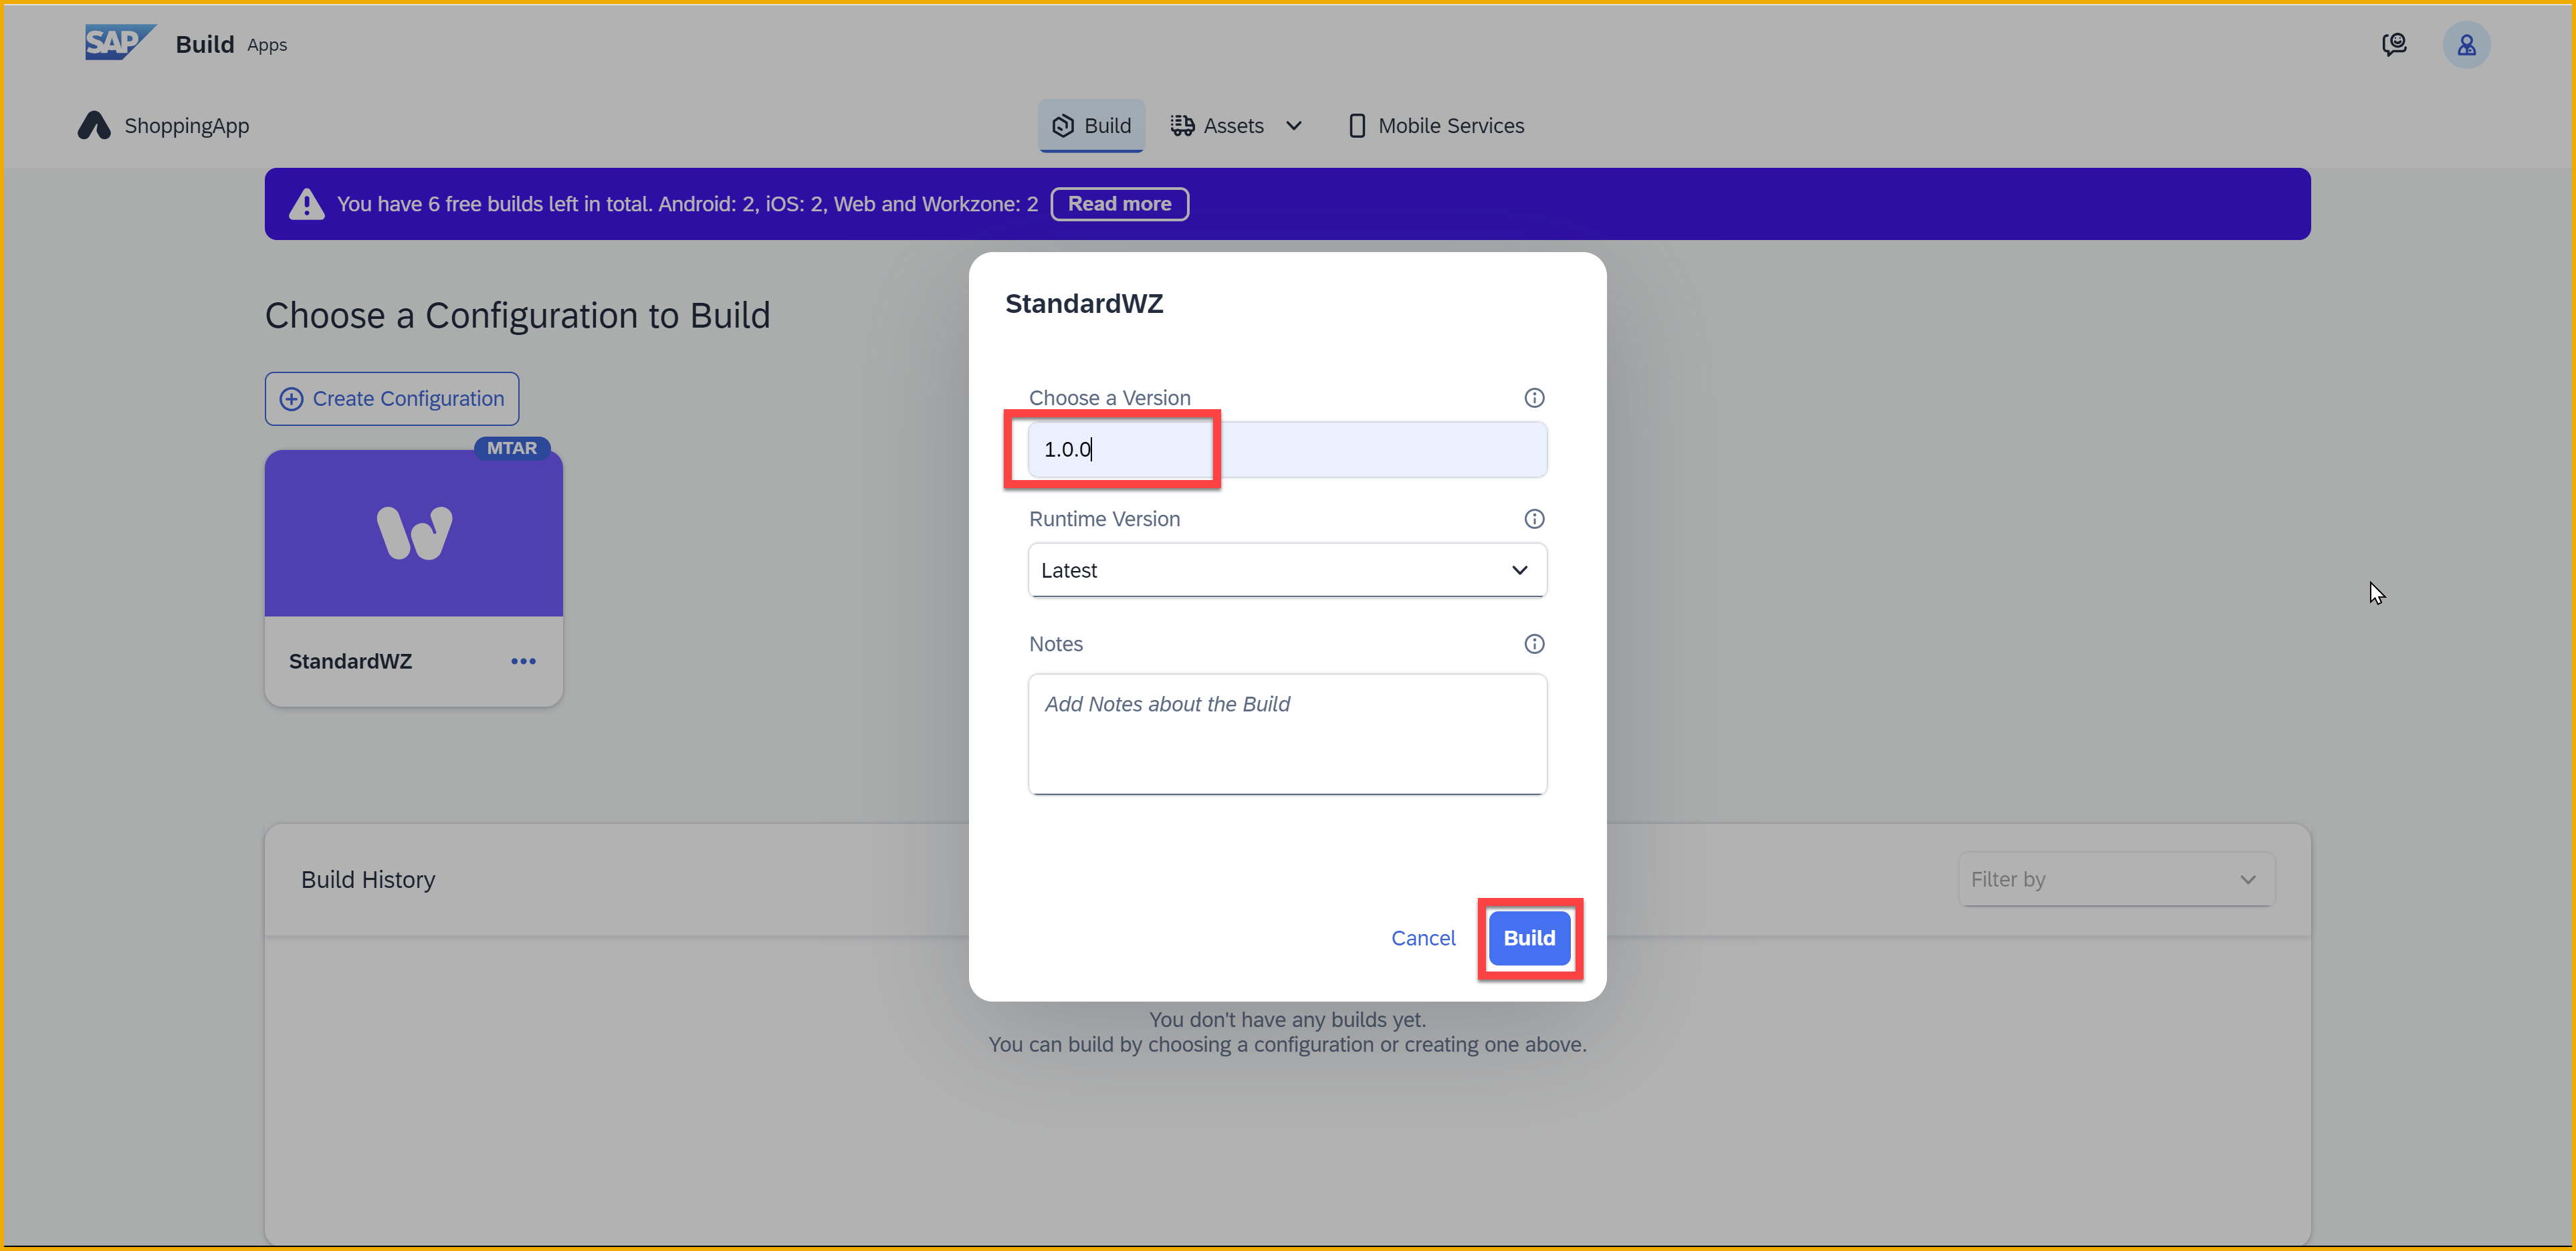 SAP Build Apps
ShoppingApp
Build Assets Mobile Services
You have 6 free builds left in total. Android: 2, iOS: 2, Web and Workzone: 2 Read more
Choose a Configuration to Build
Create Configuration
MTAR
StandardWZ
StandardWZ
Choose a Version
1.0.0
Runtime Version
Latest
Notes
Add Notes about the Build
Cancel Build
Build History
Filter by
You don't have any builds yet.
You can build by choosing a configuration or creating one above.